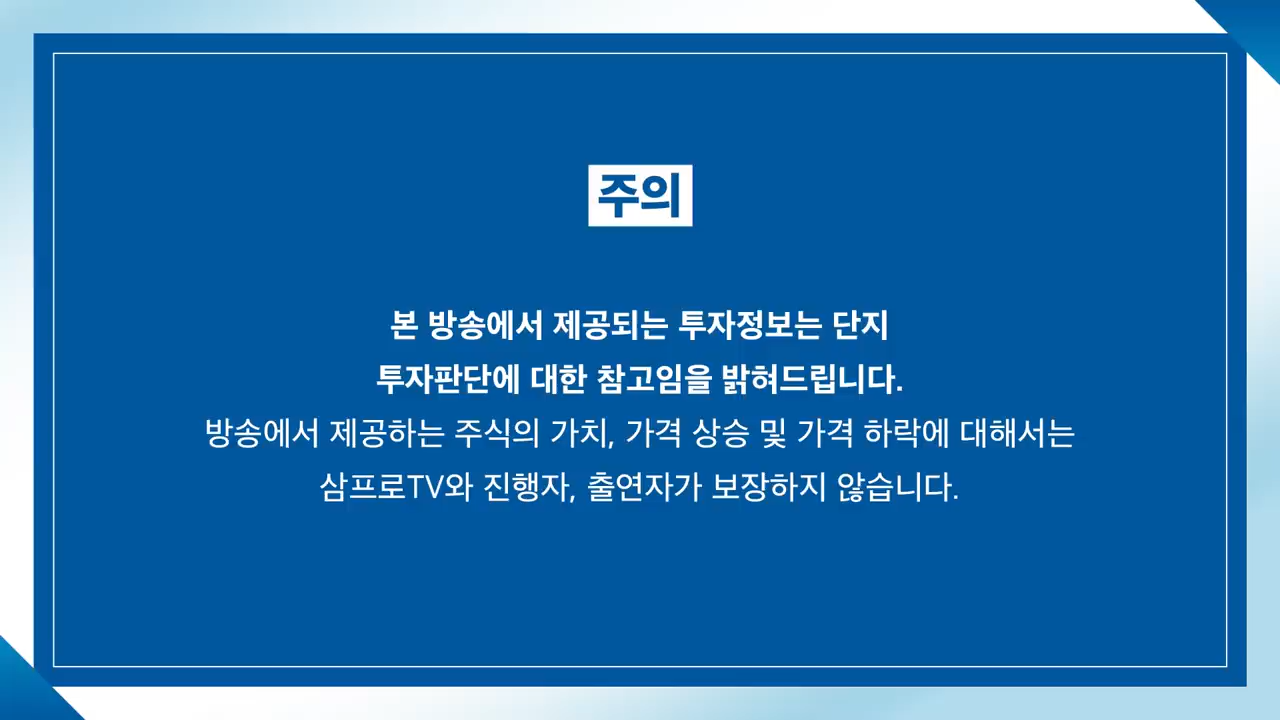 주의
본 방송에서 제공되는 투자정보는 단지
투자판단에 대한 참고임을 밝혀드립니다.
방송에서 제공하는 주식의 가치, 가격 상승 및 가격 하락에 대해서는
삼프로TV와 진행자, 출연자가 보장하지 않습니다.